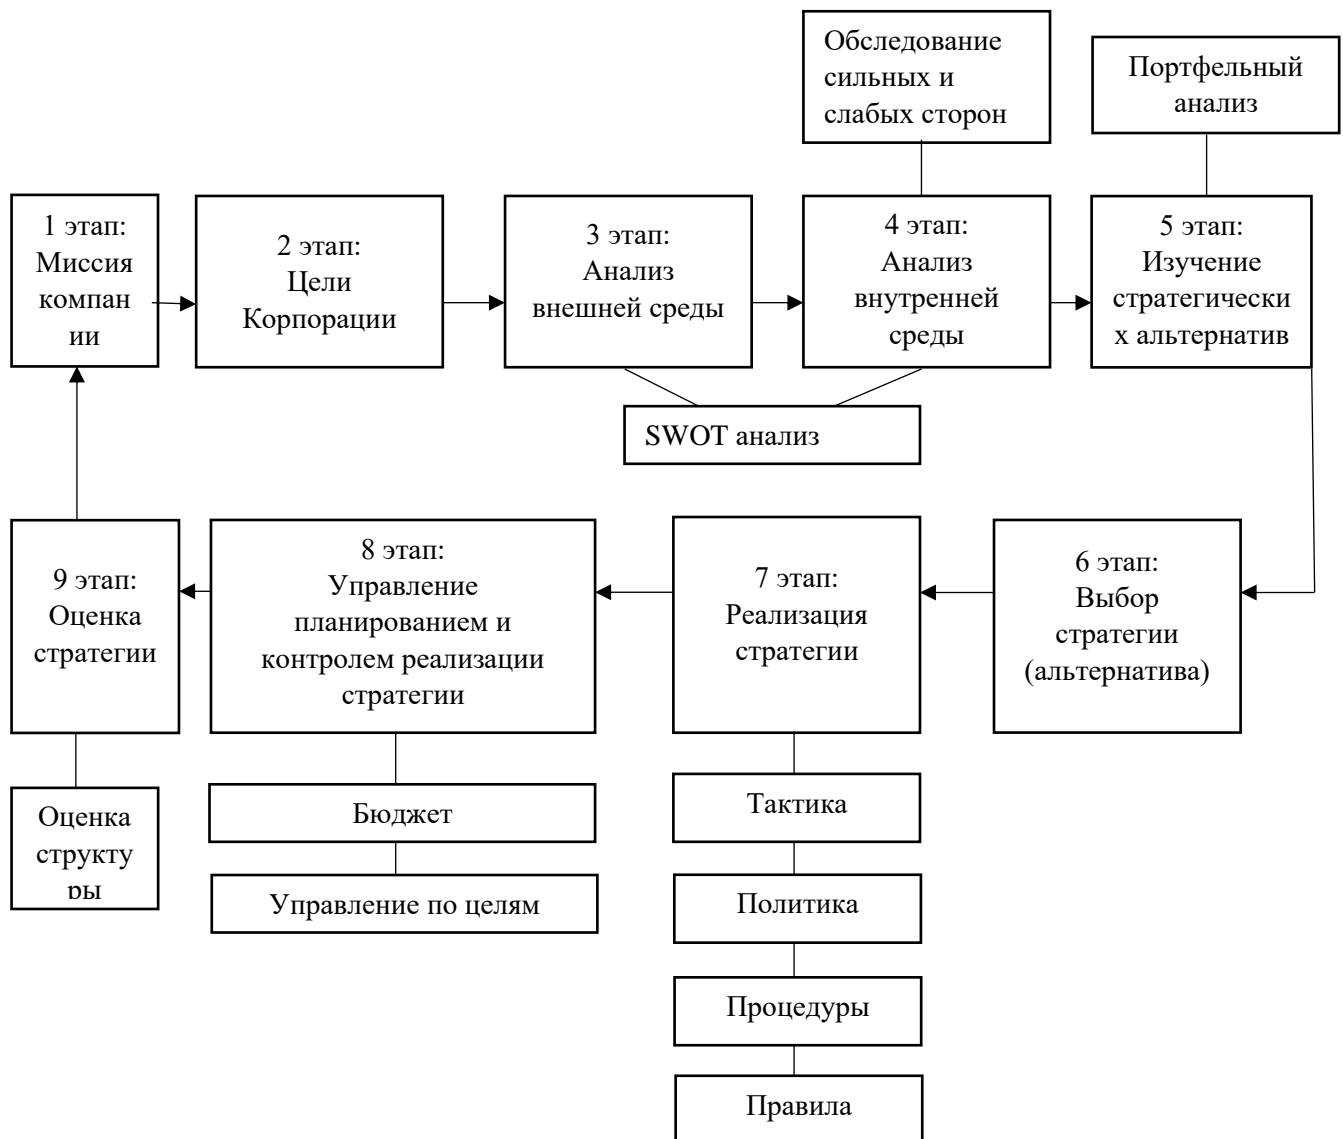 Обследование
сильных и
слабых сторон
Портфельный
анализ
1 этап:
Миссия
компан
ии
2 этап:
Цели
Корпорации
3 этап:
Анализ
внешней среды
4 этап:
Анализ
внутренней
среды
5 этап:
Изучение
стратегически
х альтернатив
SWOT анализ
9 этап:
Оценка
стратегии
8 этап:
Управление
планированием и
контролем реализации
стратегии
7 этап:
Реализация
стратегии
6 этап:
Выбор
стратегии
(альтернатива)
Оценка
структу
ры
Бюджет
Управление по целям
Тактика
Политика
Процедуры
Правила